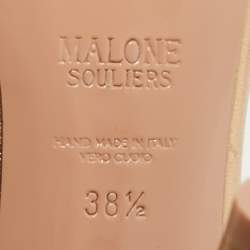 MALONE
SOULIERS
HAND MADE IN ITALY
VERO CUOIO
38½